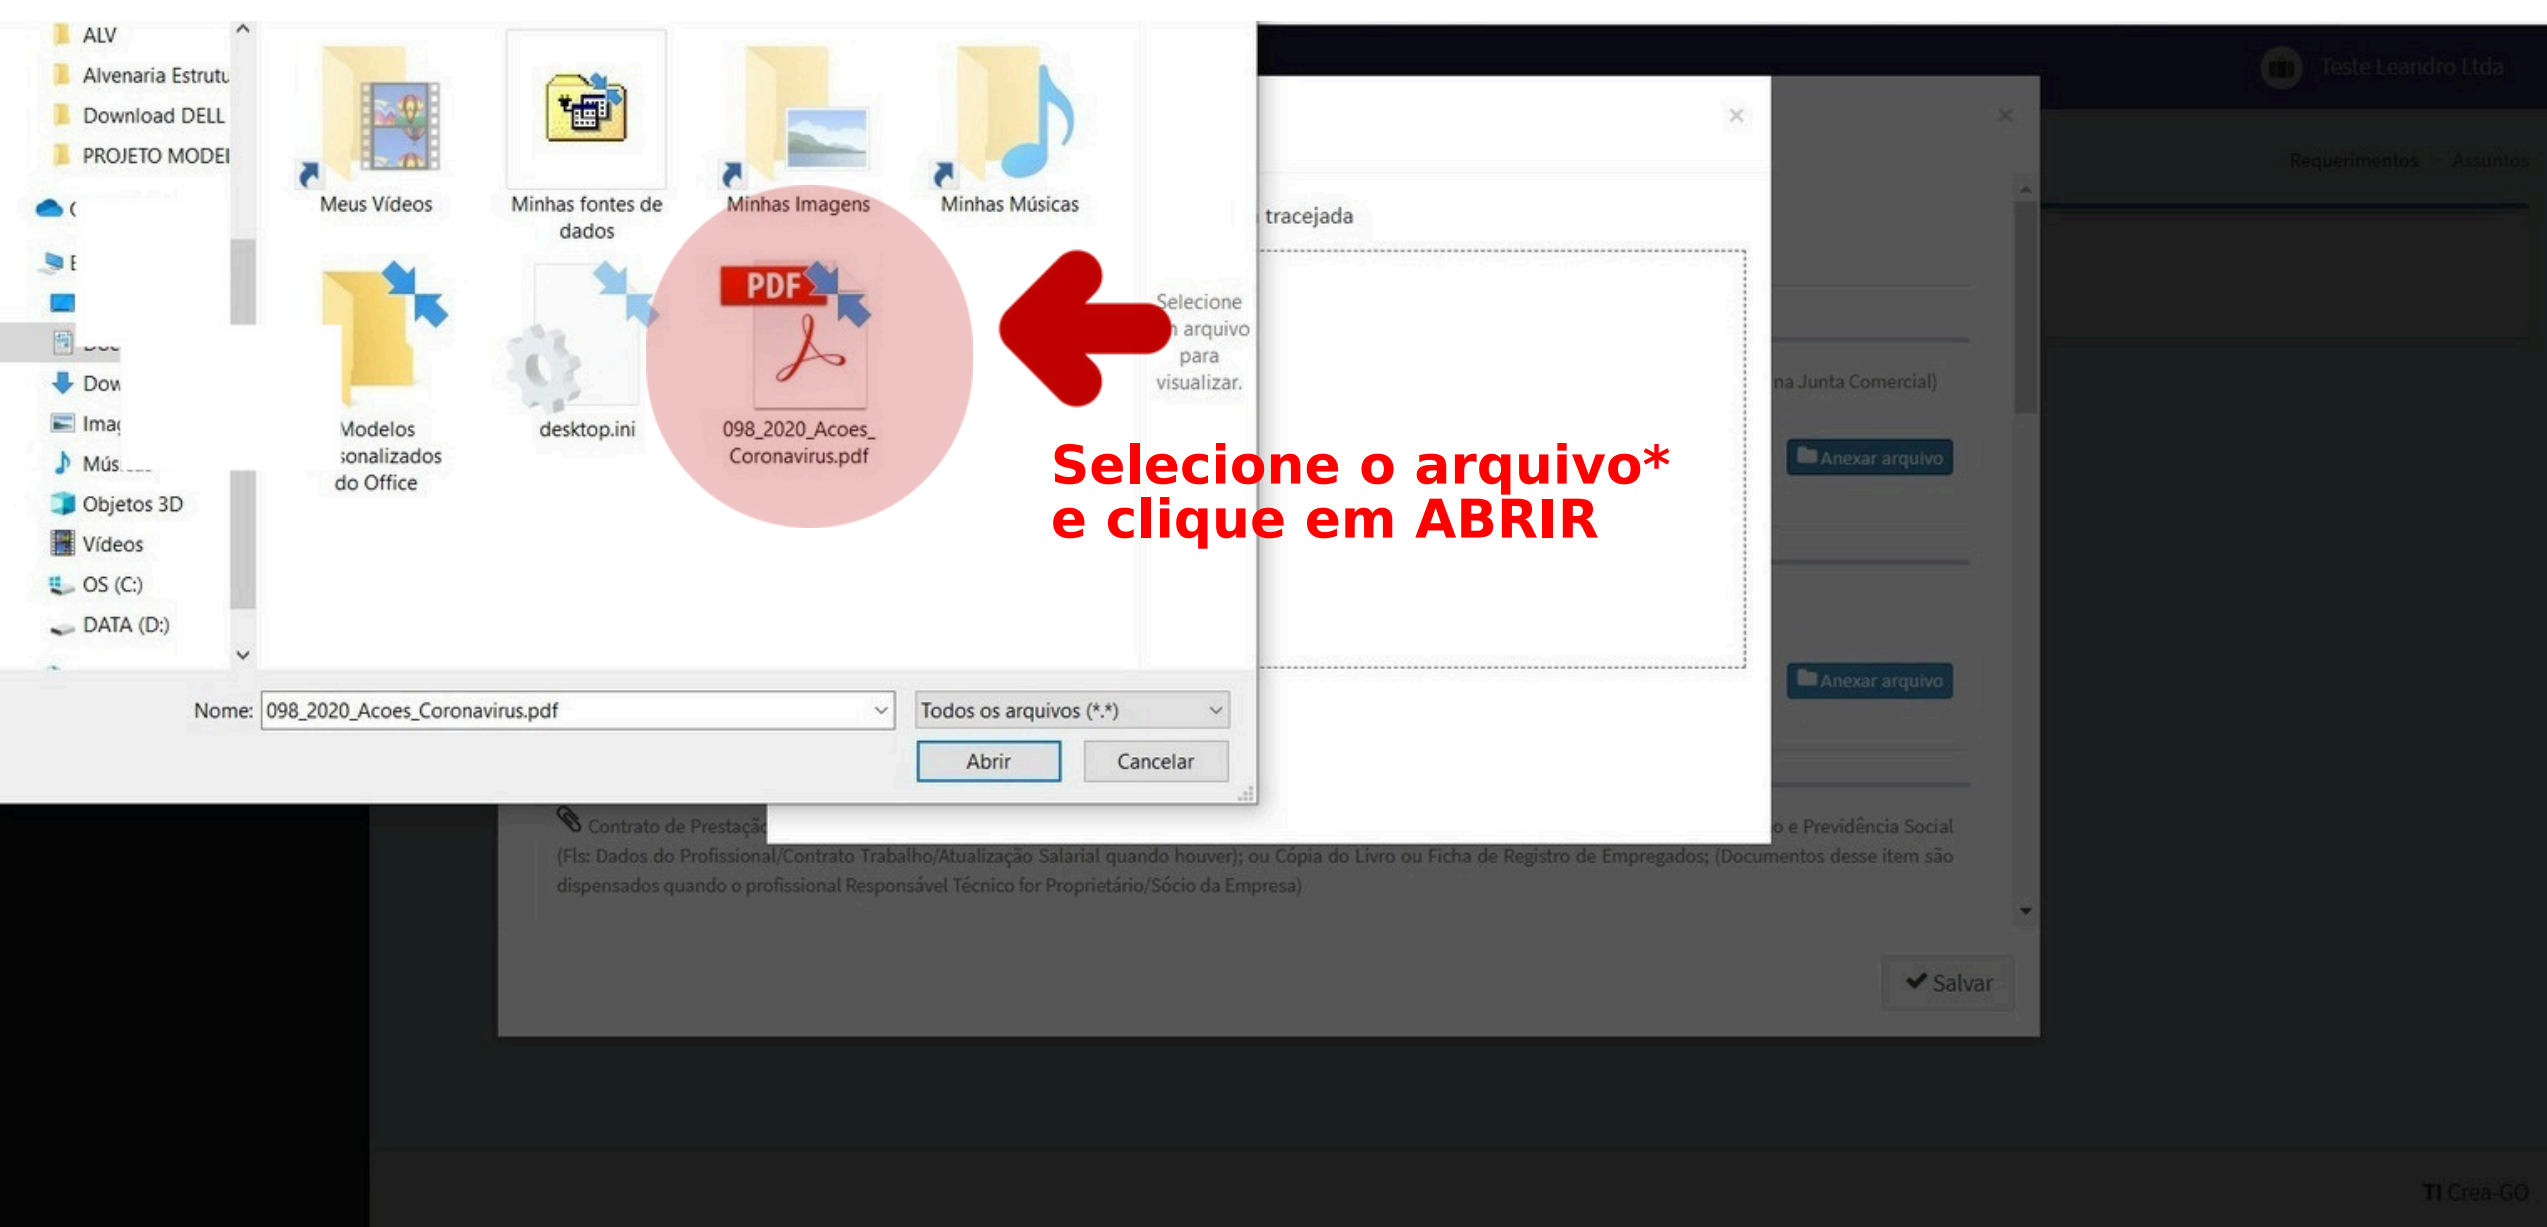 ALV
Alvenaria Estrutu
Download DELL
PROJETO MODEL
Meus Vídeos
Minhas fontes de
dados
Minhas Imagens
Minhas Músicas
Dow
Imag
Mús
Objetos 3D
Vídeos
OS (C:)
DATA (D:)
Modelos
sonalizados
do Office
desktop.ini
PDF
098_2020_Acoes_
Coronavirus.pdf
Selecione
arquivo
para
visualizar.
Selecione o arquivo*
e clique em ABRIR
Nome: 098_2020_Acoes_Coronavirus.pdf
Todos os arquivos (*.*)
Abrir
Cancelar
Teste Leandro Ltda
Requerimentos > Assuntos
tracejada
na Junta Comercial)
Anexar arquivo
Anexar arquivo
Contrato de Prestação o e Previdência Social
(Fls: Dados do Profissional/Contrato Trabalho/Atualização Salarial quando houver); ou Cópia do Livro ou Ficha de Registro de Empregados; (Documentos desse item são
dispensados quando o profissional Responsável Técnico for Proprietário/Sócio da Empresa)
Salvar
TI Crea-GO